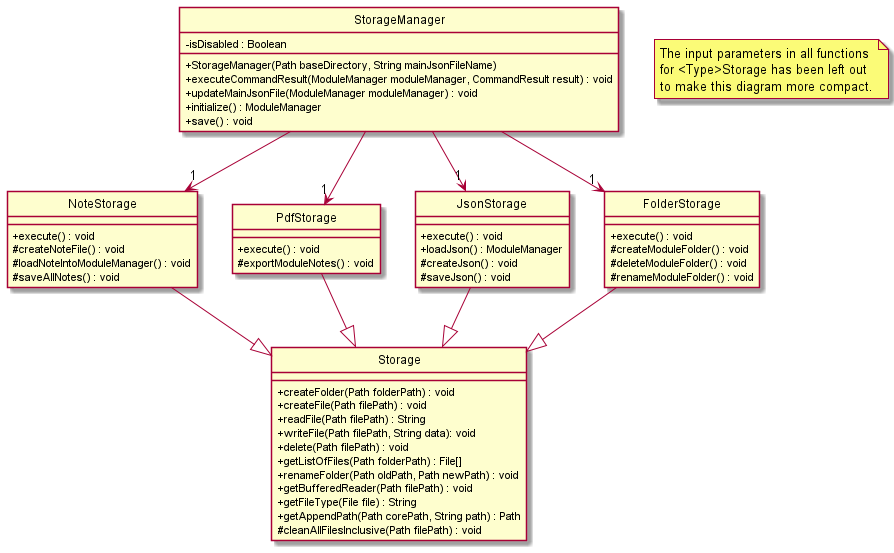 StorageManager
-isDisabled : Boolean
+StorageManager(Path baseDirectory, String mainJsonFileName)
+executeCommandResult(ModuleManager moduleManager, CommandResult result) : void
+updateMainJsonFile(ModuleManager moduleManager) : void
+initialize() : ModuleManager
+save() : void
The input parameters in all functions
for <Type>Storage has been left out
to make this diagram more compact.
1
1
1
1
NoteStorage
+execute() : void
#createNoteFile() : void
#loadNoteIntoModuleManager() : void
#saveAllNotes() : void
PdfStorage
+execute() : void
#exportModuleNotes() : void
JsonStorage
+execute() : void
+loadJson() : ModuleManager
#createJson() : void
#saveJson() : void
FolderStorage
+execute() : void
#createModuleFolder() : void
#deleteModuleFolder() : void
#renameModuleFolder() : void
Storage
+createFolder(Path folderPath) : void
+createFile(Path filePath) : void
+readFile(Path filePath) : String
+writeFile(Path filePath, String data): void
+delete(Path filePath) : void
+getListOfFiles(Path folderPath) : File[]
+renameFolder(Path oldPath, Path newPath) : void
+getBufferedReader(Path filePath) : void
+getFileType(File file) : String
+getAppendPath(Path corePath, String path) : Path
#cleanAllFilesInclusive(Path filePath) : void